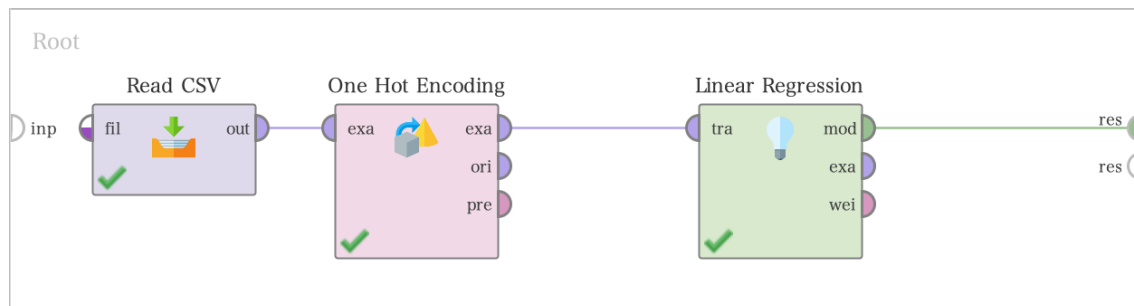 Root
Read CSV
One Hot Encoding
Linear Regression
inp
fil
out
exa
exa
tra
mod
res
ori
exa
res
pre
wei